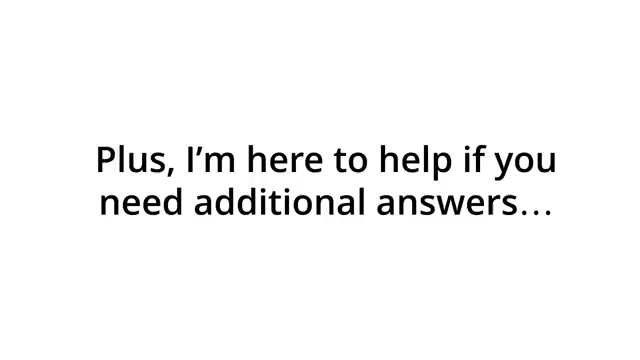 Plus, I’m here to help if you
need additional answers…